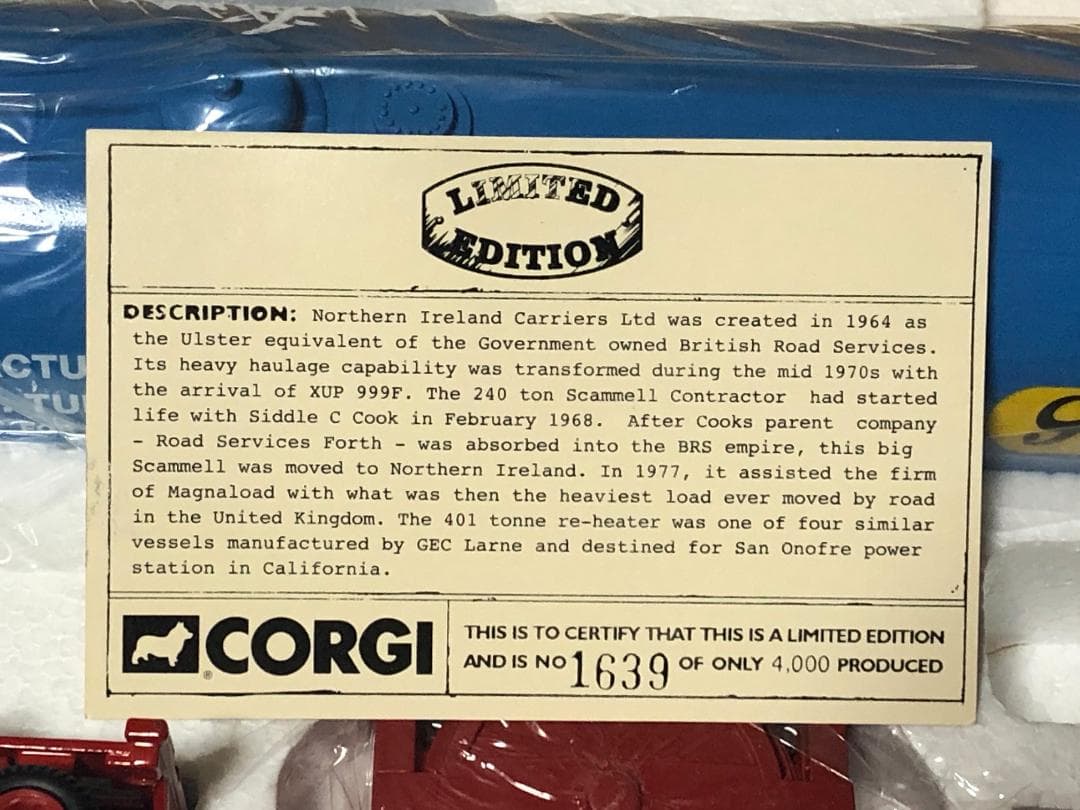 CTU
TU
LIMITED
EDITION
DESCRIPTION: Northern Ireland Carriers Ltd was created in 1964 as
the Ulster equivalent of the Government owned British Road Services.
Its heavy haulage capability was transformed during the mid 1970s with
the arrival of XUP 999F. The 240 ton Scammell Contractor had started
life with Siddle C Cook in February 1968. After Cooks parent company
- Road Services Forth - was absorbed into the BRS empire, this big
Scammell was moved to Northern Ireland. In 1977, it assisted the firm
of Magnaload with what was then the heaviest load ever moved by road
in the United Kingdom. The 401 tonne re-heater was one of four similar
vessels manufactured by GEC Larne and destined for San Onofre power
station in California.
CORGI®
THIS IS TO CERTIFY THAT THIS IS A LIMITED EDITION
AND IS NO 1639 OF ONLY 4,000 PRODUCED